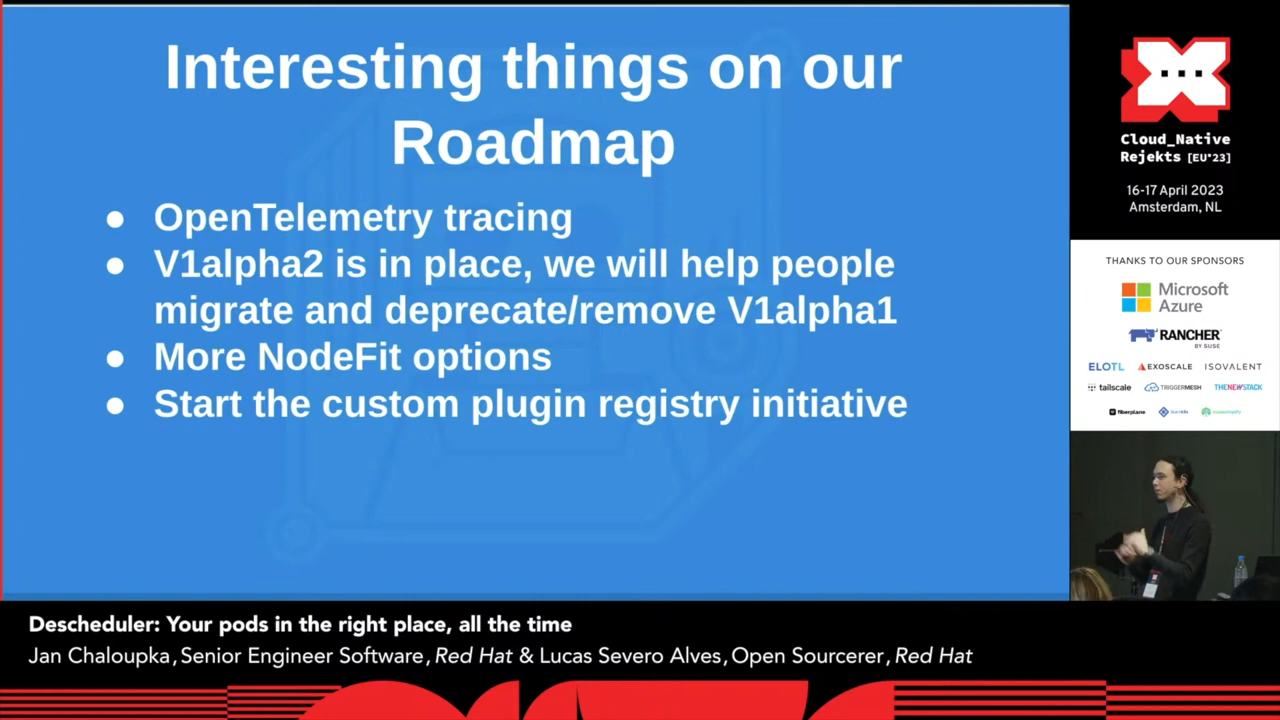 Interesting things on our
Roadmap
● OpenTelemetry tracing
● V1alpha2 is in place, we will help people
migrate and deprecate/remove V1alpha1
● More NodeFit options
● Start the custom plugin registry initiative
Cloud_Native
Rejekts [EU'23]
16-17 April 2023
Amsterdam, NL
THANKS TO OUR SPONSORS
Microsoft
Azure
RANCHER
BY SUSE
ELOTL EXOSCALE ISOVALENT
tailscale TRIGGERMESH THENEWSTACK
fiberplane
Descheduler: Your pods in the right place, all the time
Jan Chaloupka, Senior Engineer Software, Red Hat & Lucas Severo Alves, Open Sourcerer, Red Hat